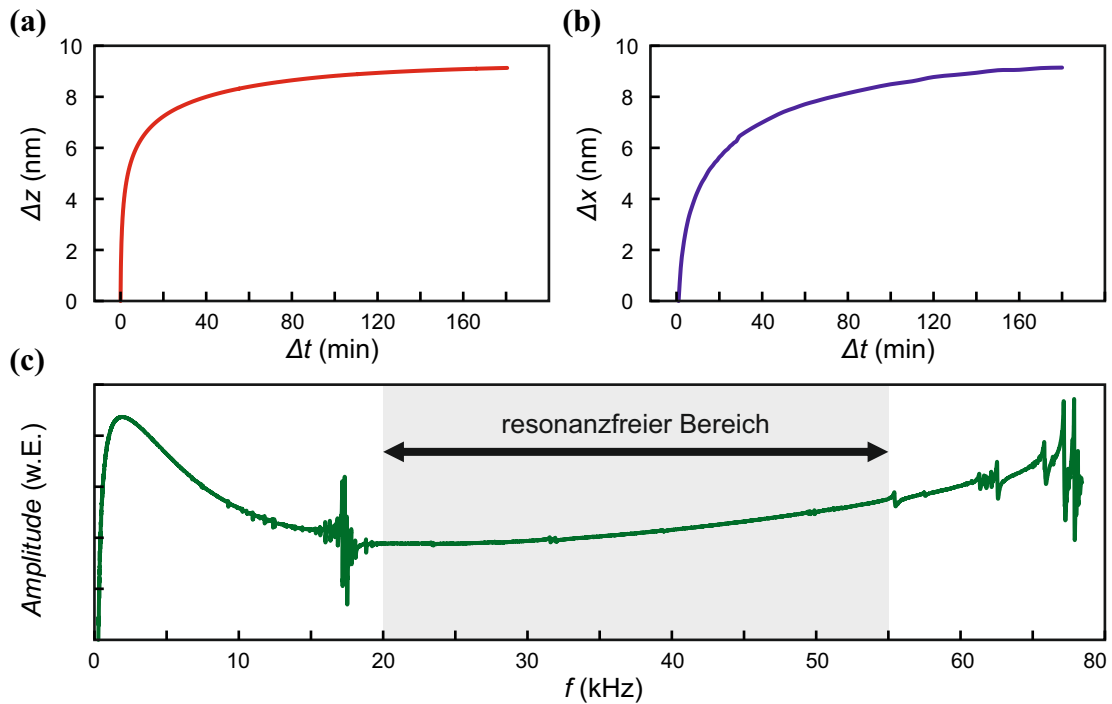 (a)
10
8
6
4
2
0
Δz (nm)
0 40 80 120 160
Δt (min)
(b)
10
8
6
4
2
0
Δx (nm)
0 40 80 120 160
Δt (min)
(c)
Amplitude (w.E.)
resonanzfreier Bereich
0 10 20 30 40 50 60 80
f (kHz)